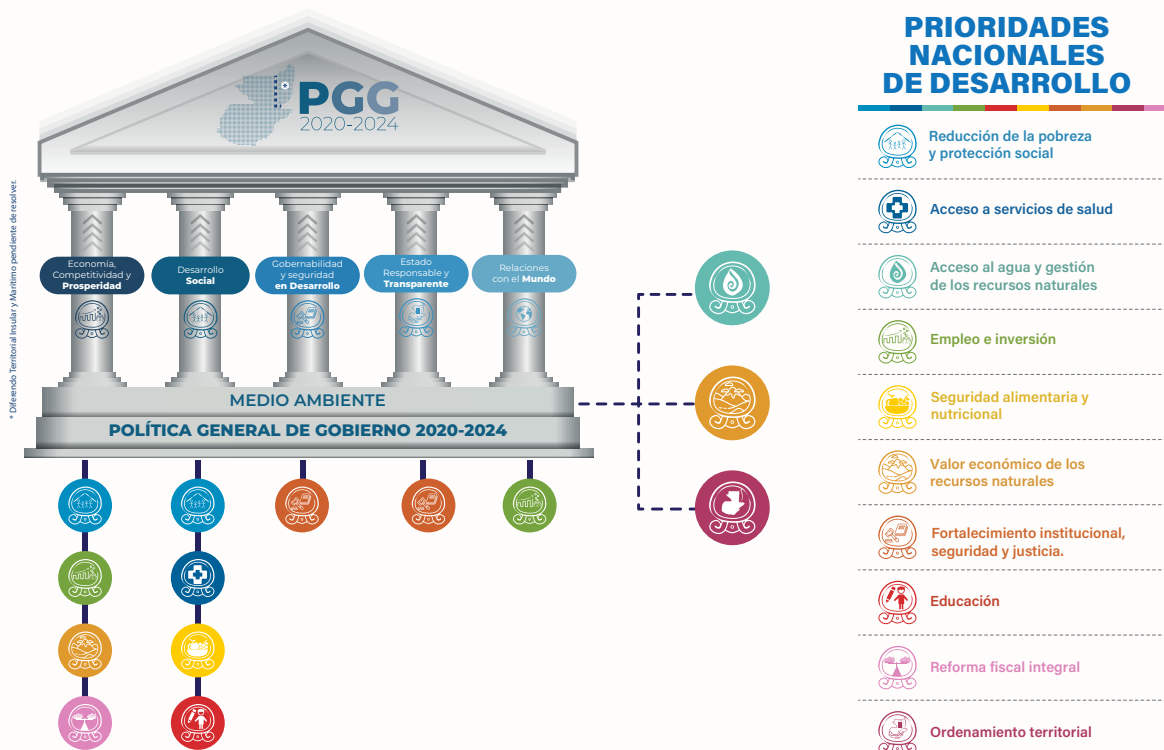 PGG
2020-2024
Economía,
Competitividad y
Prosperidad
Desarrollo
Social
Gobernabilidad
y seguridad
en Desarrollo
Estado
Responsable y
Transparente
Relaciones
con el Mundo
MEDIO AMBIENTE
POLÍTICA GENERAL DE GOBIERNO 2020-2024
* Diferendo Territorial Insular y Marítimo pendiente de resolver.
PRIORIDADES
NACIONALES
DE DESARROLLO
Reducción de la pobreza
y protección social
Acceso a servicios de salud
Acceso al agua y gestión
de los recursos naturales
Empleo e inversión
Seguridad alimentaria y
nutricional
Valor económico de los
recursos naturales
Fortalecimiento institucional,
seguridad y justicia.
Educación
Reforma fiscal integral
Ordenamiento territorial